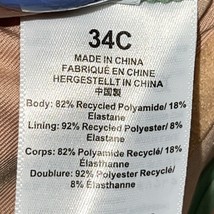 34C
MADE IN CHINA
FABRIQUÉ EN CHINE
HERGESTELLT IN CHINA
中国製
Body: 82% Recycled Polyamide/ 18%
Elastane
Lining: 92% Recycled Polyester/ 8%
Elastane
Corps: 82% Polyamide Recyclé/ 18%
Élasthanne
Doublure: 92% Polyester Recyclé/
8% Élasthanne